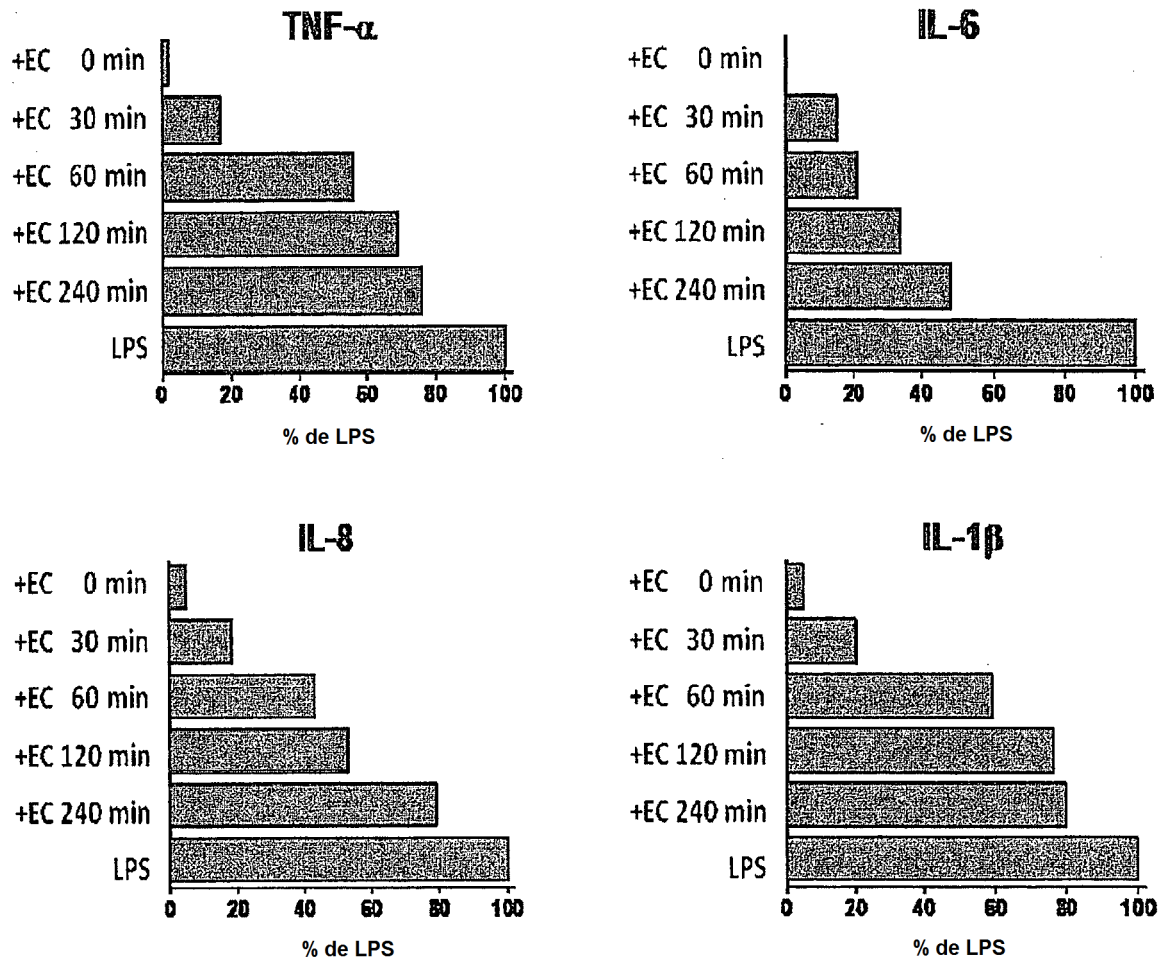 TNF-α
+EC 0 min
+EC 30 min
+EC 60 min
+EC 120 min
+EC 240 min
LPS
0 20 40 60 80 100
% de LPS
IL-6
+EC 0 min
+EC 30 min
+EC 60 min
+EC 120 min
+EC 240 min
LPS
0 20 40 60 80 100
% de LPS
IL-8
+EC 0 min
+EC 30 min
+EC 60 min
+EC 120 min
+EC 240 min
LPS
0 20 40 60 80 100
% de LPS
IL-1β
+EC 0 min
+EC 30 min
+EC 60 min
+EC 120 min
+EC 240 min
LPS
0 20 40 60 80 100
% de LPS